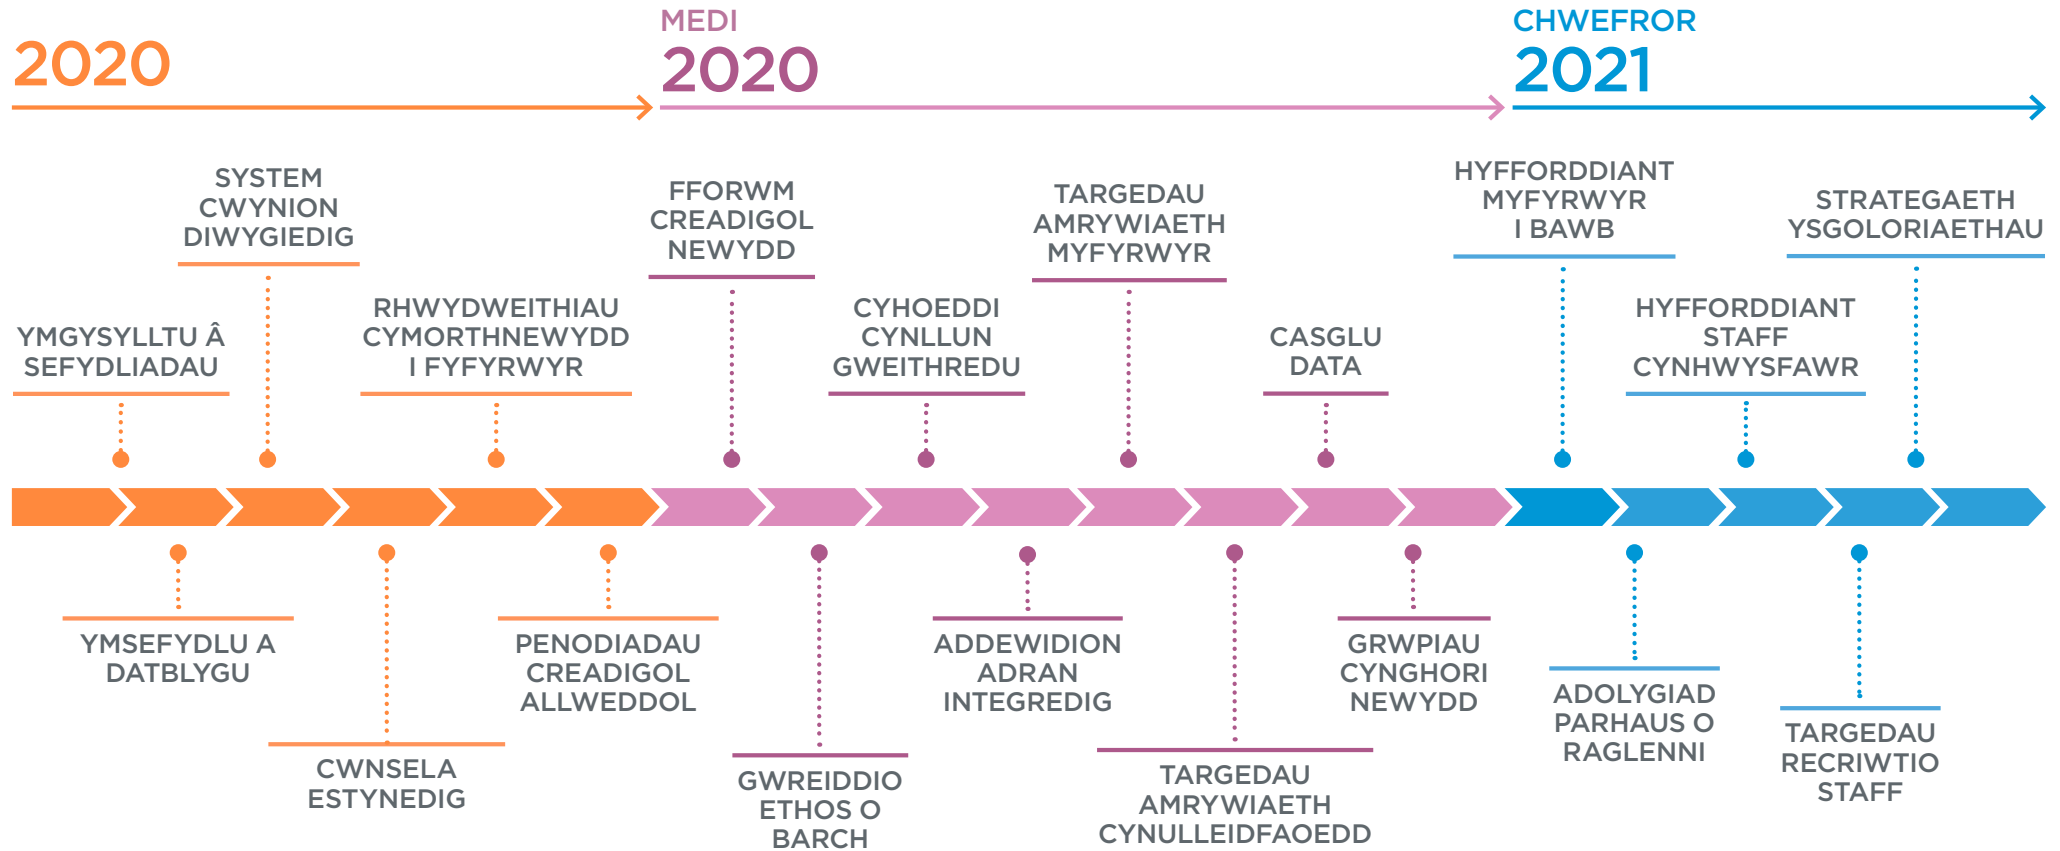 2020
MEDI
2020
CHWEFROR
2021
YMGYSYLLTU Â
SEFYDLIADAU
SYSTEM
CWYNION
DIWYGIEDIG
RHWYDWEITHIAU
CYMORTHNEWYDD
I FYFYRWYR
FFORWM
CREADIGOL
NEWYDD
CYHOEDDI
CYNLLUN
GWEITHREDU
TARGEDAU
AMRYWIAETH
MYFYRWYR
CASGLU
DATA
HYFFORDDIANT
MYFYRWYR
I BAWB
HYFFORDDIANT
STAFF
CYNHWYSFAWR
STRATEGAETH
YSGOLORIAETHAU
YMSEFYDLU A
DATBLYGU
CWNSELA
ESTYNEDIG
PENODIADAU
CREADIGOL
ALLWEDDOL
GWREIDDIO
ETHOS O
BARCH
ADDEWIDION
ADRAN
INTEGREDIG
TARGEDAU
AMRYWIAETH
CYNULLEIDFAOEDD
GRWPIAU
CYNGHORI
NEWYDD
ADOLYGIAD
PARHAUS O
RAGLENNI
TARGEDAU
RECRIWTIO
STAFF